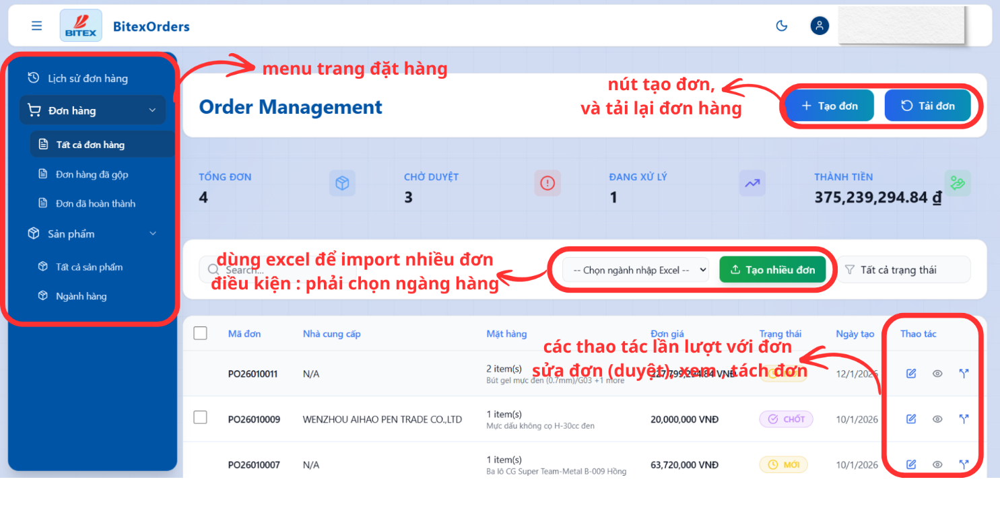 BITEX
BitexOrders
Lịch sử đơn hàng
Đơn hàng
Tất cả đơn hàng
Đơn hàng đã gộp
Đơn đã hoàn thành
Sản phẩm
Tất cả sản phẩm
Ngành hàng
menu trang đặt hàng
Order Management
nút tạo đơn,
và tải lại đơn hàng
Tạo đơn
Tải đơn
TỔNG ĐƠN
4
CHỜ DUYỆT
3
ĐANG XỬ LÝ
1
THÀNH TIỀN
375,239,294.84 ₫
Search...
dùng excel để import nhiều đơn
điều kiện : phải chọn ngàng hàng
-- Chọn ngành nhập Excel --
Tạo nhiều đơn
Tất cả trạng thái
Mã đơn Nhà cung cấp Mặt hàng Đơn giá Trạng thái Ngày tạo Thao tác
các thao tác lần lượt với đơn
sửa đơn (duyệt), xem , tách đơn
PO26010011 N/A 2 item(s) 227,799,294.84 VNĐ 12/1/2026
Bút gel mực đen (0.7mm)/G03 +1 more
PO26010009 WENZHOU AIHAO PEN TRADE CO.,LTD 1 item(s) 20,000,000 VNĐ CHỐT 10/1/2026
Mực dấu không cọ H-30cc đen
PO26010007 N/A 1 item(s) 63,720,000 VNĐ MỚI 10/1/2026
Ba lô CG Super Team-Metal B-009 Hồng